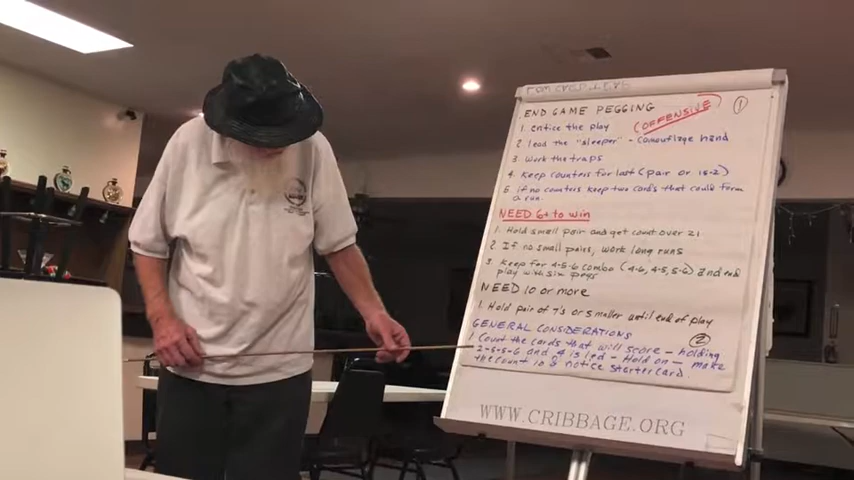 END GAME PEGGING (OFFENSIVE) 1
1. entice the play
2. lead the "sleeper" - camouflage hand
3. work the traps
4. Keep counters for last (pair or 15-2)
5. if no counters keep two cards that could form
a run.
NEED 6+ to win
1. Hold small pair and get count over 21
2. If no small pairs, work long runs
3. Keep for 4-5-6 combo (4-6, 4-5, 5-6) and end
play with six pegs
NEED 10 or more
1. Hold pair of 7's or smaller until end of play
GENERAL CONSIDERATIONS 2
1. Count the cards that will score - holding
2-6-5-6 and 4 is led - Hold on - make
the count 10 5 notice starter card
WWW.CRIBBAGE.ORG